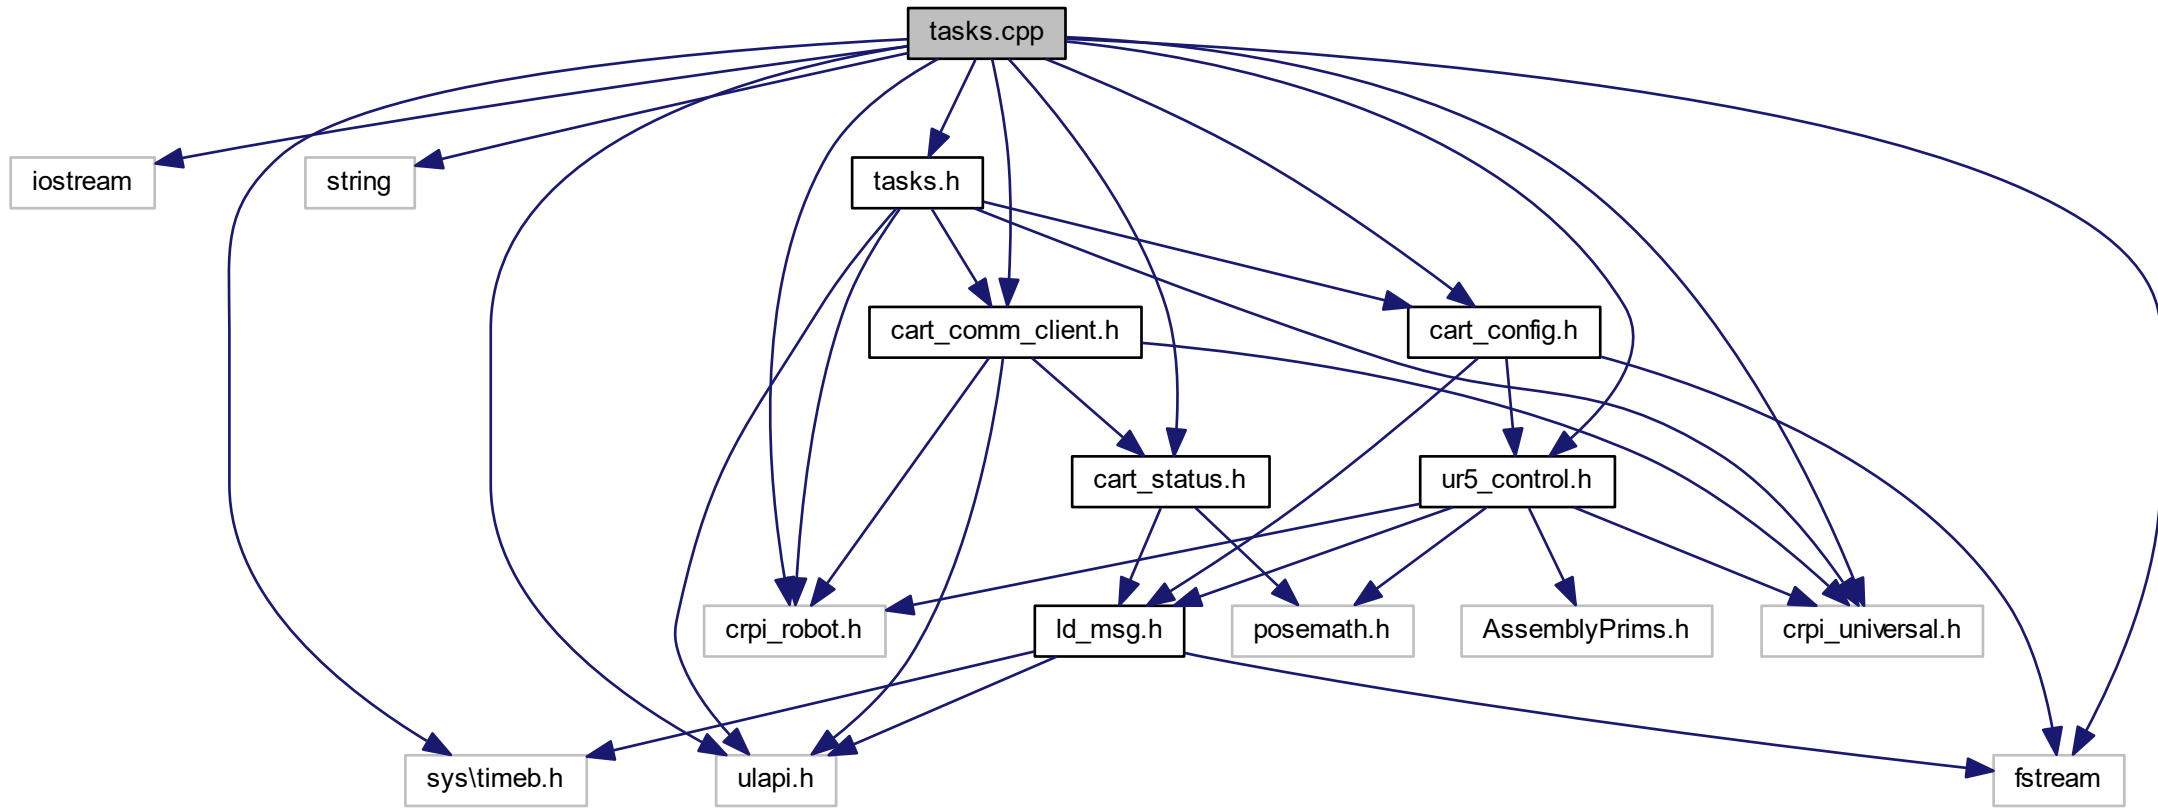 tasks.cpp
iostream
string
tasks.h
cart_comm_client.h
cart_config.h
cart_status.h
ur5_control.h
crpi_robot.h
ld_msg.h
posemath.h
AssemblyPrims.h
crpi_universal.h
sys\timeb.h
ulapi.h
fstream